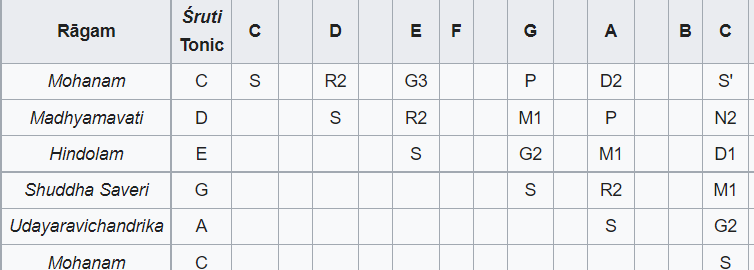 Rāgam Śruti Tonic C D E F G A B C
Mohanam C S R2 G3 P D2 S'
Madhyamavati D S R2 M1 P N2
Hindolam E S G2 M1 D1
Shuddha Saveri G S R2 M1
Udayaravichandrika A S G2
Mohanam C S